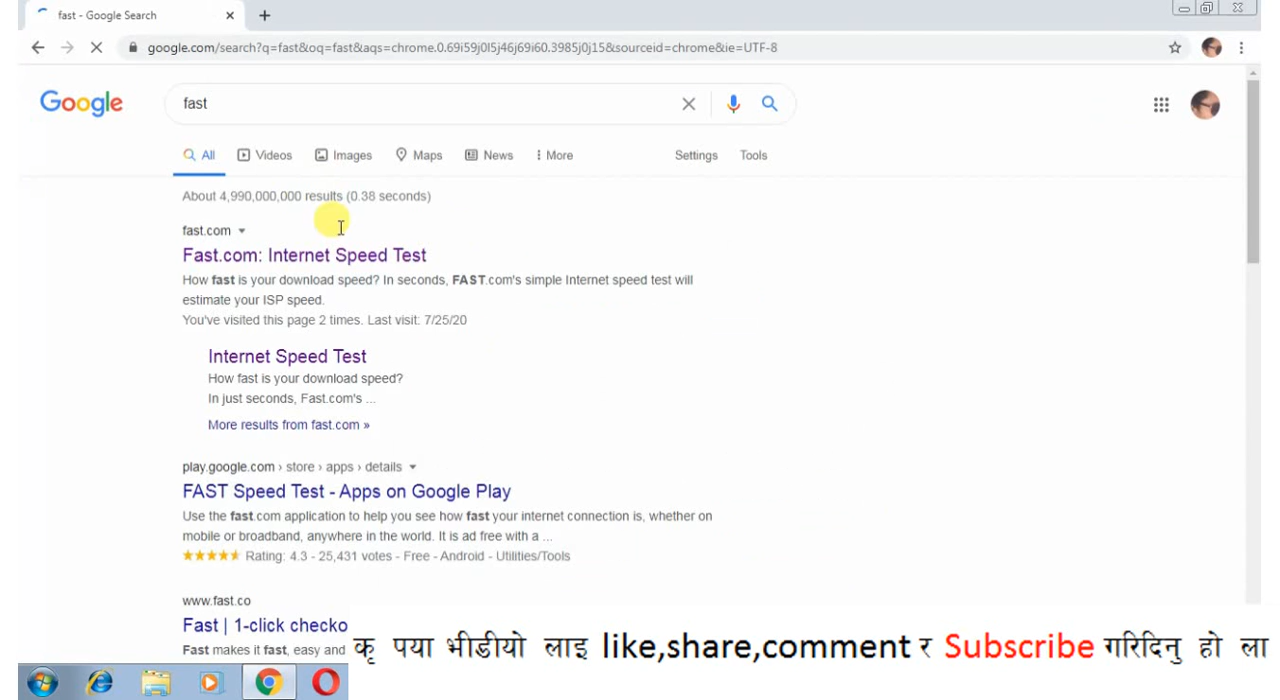 fast - Google Search
google.com/search?q=fast&oq=fast&aqs=chrome.0.69i59j0l5j46j69i60.3985j0j15&sourceid=chrome&ie=UTF-8
Google
fast
All Videos Images Maps News More Settings Tools
About 4,990,000,000 results (0.38 seconds)
fast.com
Fast.com: Internet Speed Test
How fast is your download speed? In seconds, FAST.com's simple Internet speed test will
estimate your ISP speed.
You've visited this page 2 times. Last visit: 7/25/20
Internet Speed Test
How fast is your download speed?
In just seconds, Fast.com's ...
More results from fast.com »
play.google.com › store › apps › details
FAST Speed Test - Apps on Google Play
Use the fast.com application to help you see how fast your internet connection is, whether on
mobile or broadband, anywhere in the world. It is ad free with a ...
Rating: 4.3 - 25,431 votes - Free - Android - Utilities/Tools
www.fast.co
Fast | 1-click checko
Fast makes it fast, easy and
कृ पया भीडीयो लाइ like,share,comment र Subscribe गरिदिनु हो ला